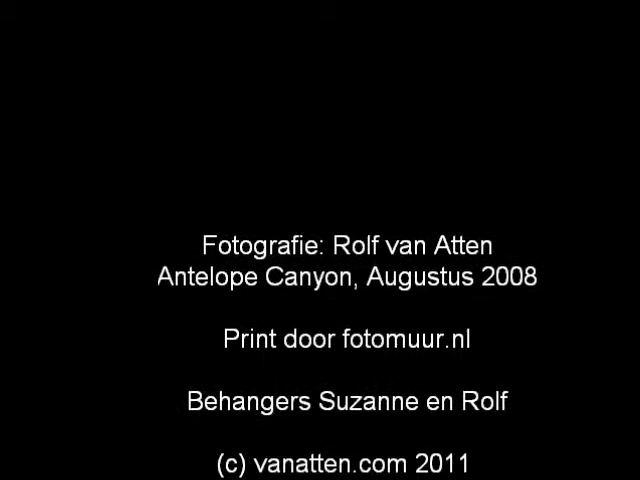 Fotografie: Rolf van Atten
Antelope Canyon, Augustus 2008
Print door fotomuur.nl
Behangers Suzanne en Rolf
(c) vanatten.com 2011